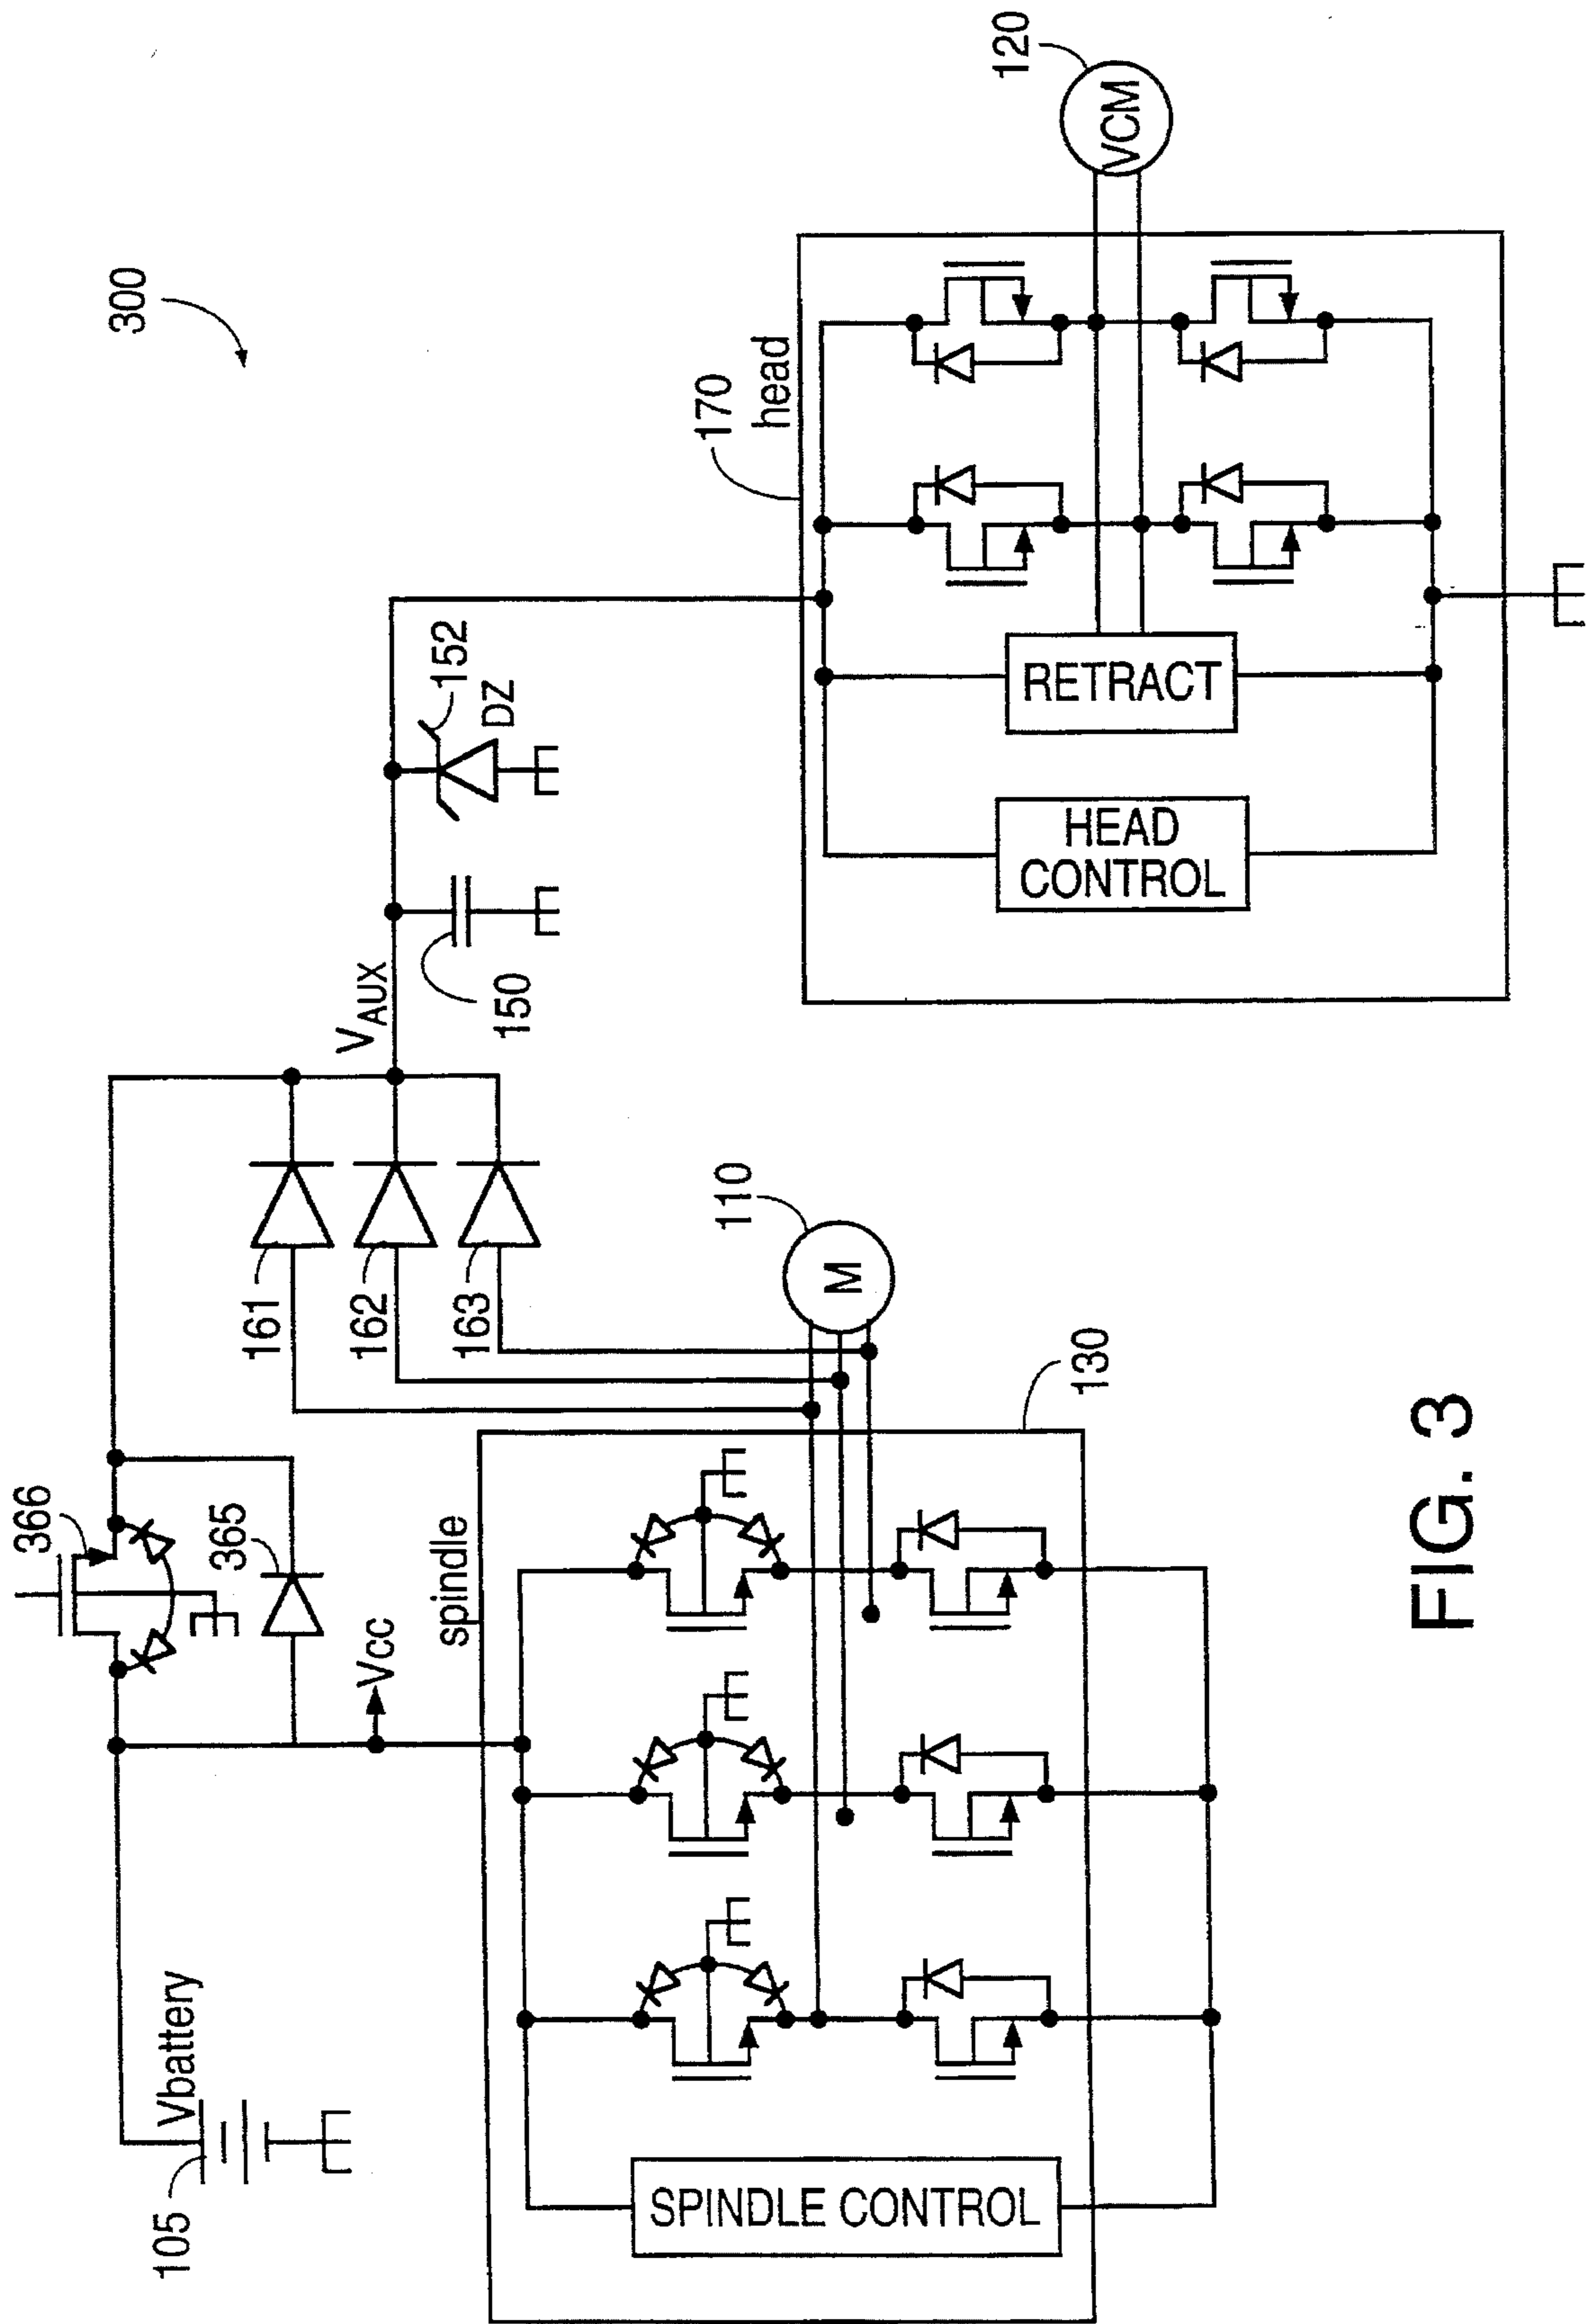 300
366
365
Vcc
Vbattery
105
spindle
SPINDLE CONTROL
130
161
162
163
110
M
VAUX
150
152
DZ
170
head
HEAD
CONTROL
RETRACT
VCM
120
FIG. 3